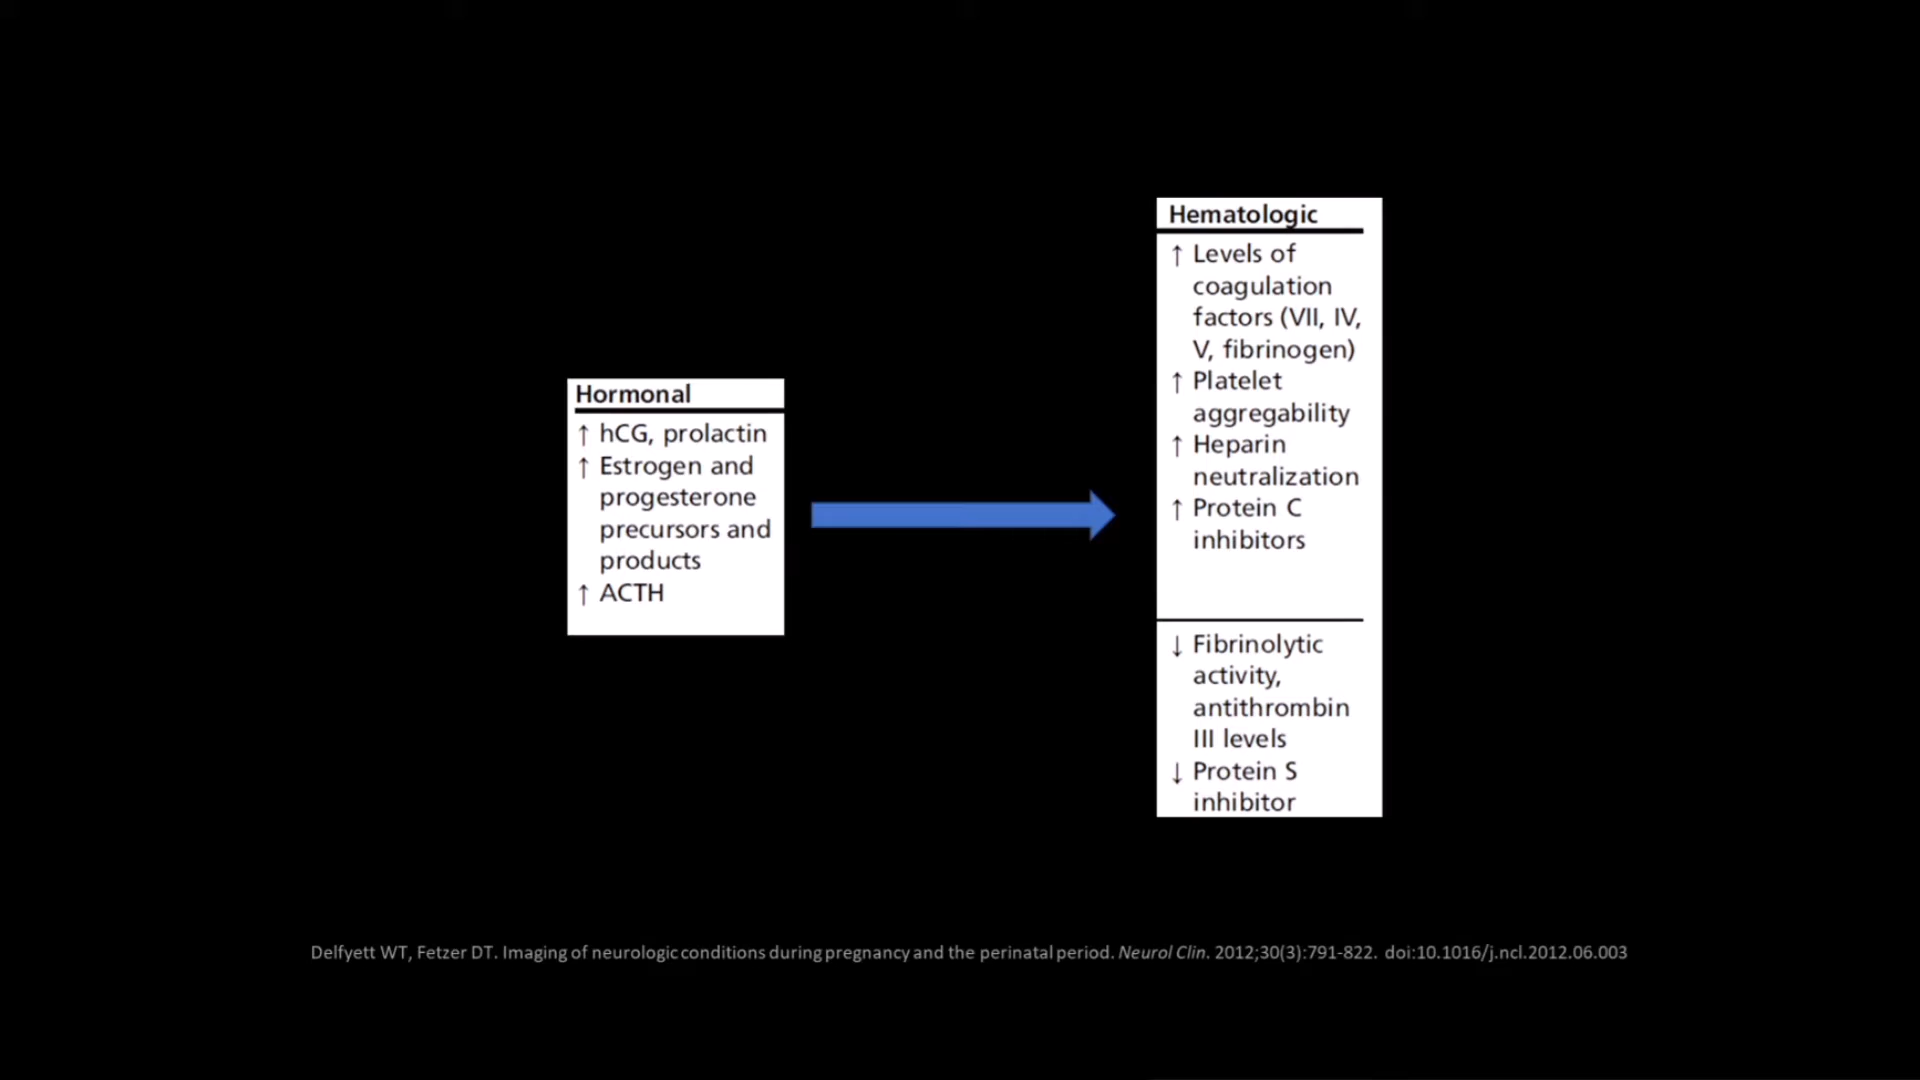 Hormonal
↑ hCG, prolactin
↑ Estrogen and
progesterone
precursors and
products
↑ ACTH
Hematologic
↑ Levels of
coagulation
factors (VII, IV,
V, fibrinogen)
↑ Platelet
aggregability
↑ Heparin
neutralization
↑ Protein C
inhibitors
↓ Fibrinolytic
activity,
antithrombin
III levels
↓ Protein S
inhibitor
Delfyett WT, Fetzer DT. Imaging of neurologic conditions during pregnancy and the perinatal period. Neurol Clin. 2012;30(3):791-822. doi:10.1016/j.ncl.2012.06.003